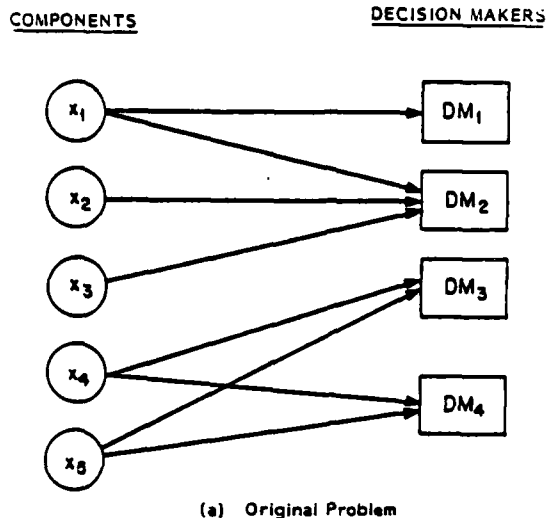 COMPONENTS DECISION MAKERS
x₁ DM₁
x₂ DM₂
x₃ DM₃
x₄ DM₄
x₅
(a) Original Problem